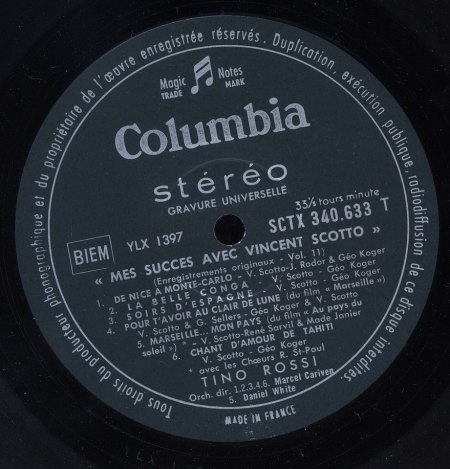 Tous droits du producteur phonographique et du propriétaire de l'œuvre enregistrée réservés. Duplication, exécution publique, radiodiffusion de ce disque interdites.
Magic Notes
TRADE MARK
Columbia
stéréo
GRAVURE UNIVERSELLE
33⅓ tours minute
BIEM YLX 1397 SCTX 340.633 T
« MES SUCCES AVEC VINCENT SCOTTO »
(Enregistrements originaux - Vol. 11)
1. DE NICE A MONTE-CARLO - V. Scotto-J. Rodor & Géo Koger
2. LA BELLE CONGA - V. Scotto - Géo Koger
3. SOIRS D'ESPAGNE - V. Scotto - Géo Koger
4. POUR T'AVOIR AU CLAIR DE LUNE (du film « Marseille »)
V. Scotto & G. Sellers - Géo Koger & V. Scotto
5. MARSEILLE... MON PAYS (du film « Au pays du
soleil ») * - V. Scotto-René Sarvil & Made
6. CHANT D'AMOUR DE TAHITI
V. Scotto - Géo Koger
* avec les Chœurs R. St-Paul
TINO ROSSI
Orch. dir. 1.2.3.4.6. Marcel Cariven
5. Daniel White
MADE IN FRANCE